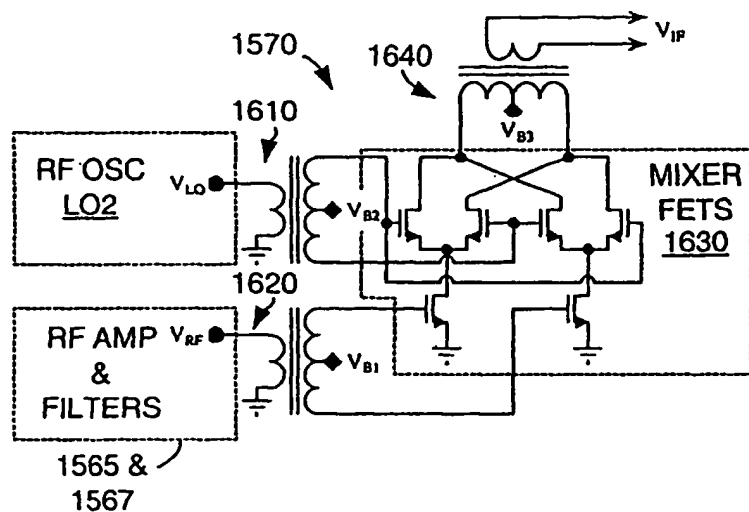 1570
1640
V_IF
1610
V_B3
RF OSC
LO2
V_LO
V_B2
MIXER
FETS
1630
1620
RF AMP
&
FILTERS
V_RF
V_B1
1565 &
1567